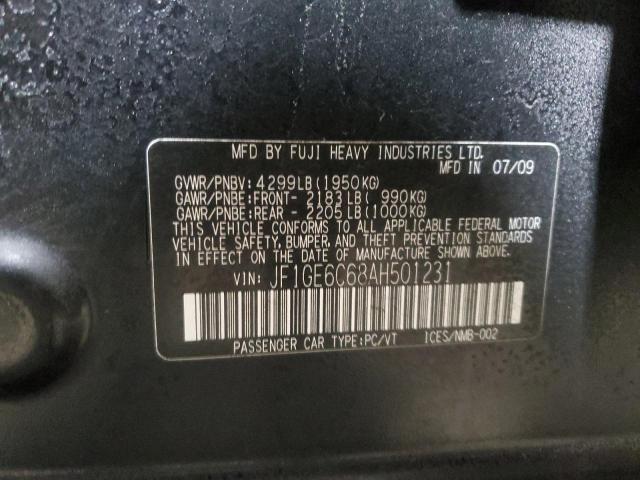 MFD BY FUJI HEAVY INDUSTRIES LTD.
MFD IN 07/09
GVWR/PNBV: 4299LB (1950KG)
GAWR/PNBE: FRONT- 2183LB ( 990KG)
GAWR/PNBE: REAR - 2205LB (1000KG)
THIS VEHICLE CONFORMS TO ALL APPLICABLE FEDERAL MOTOR
VEHICLE SAFETY, BUMPER, AND THEFT PREVENTION STANDARDS
IN EFFECT ON THE DATE OF MANUFACTURE SHOWN ABOVE.
VIN: JF1GE6C68AH501231
PASSENGER CAR TYPE: PC/VT ICES/NMB-002